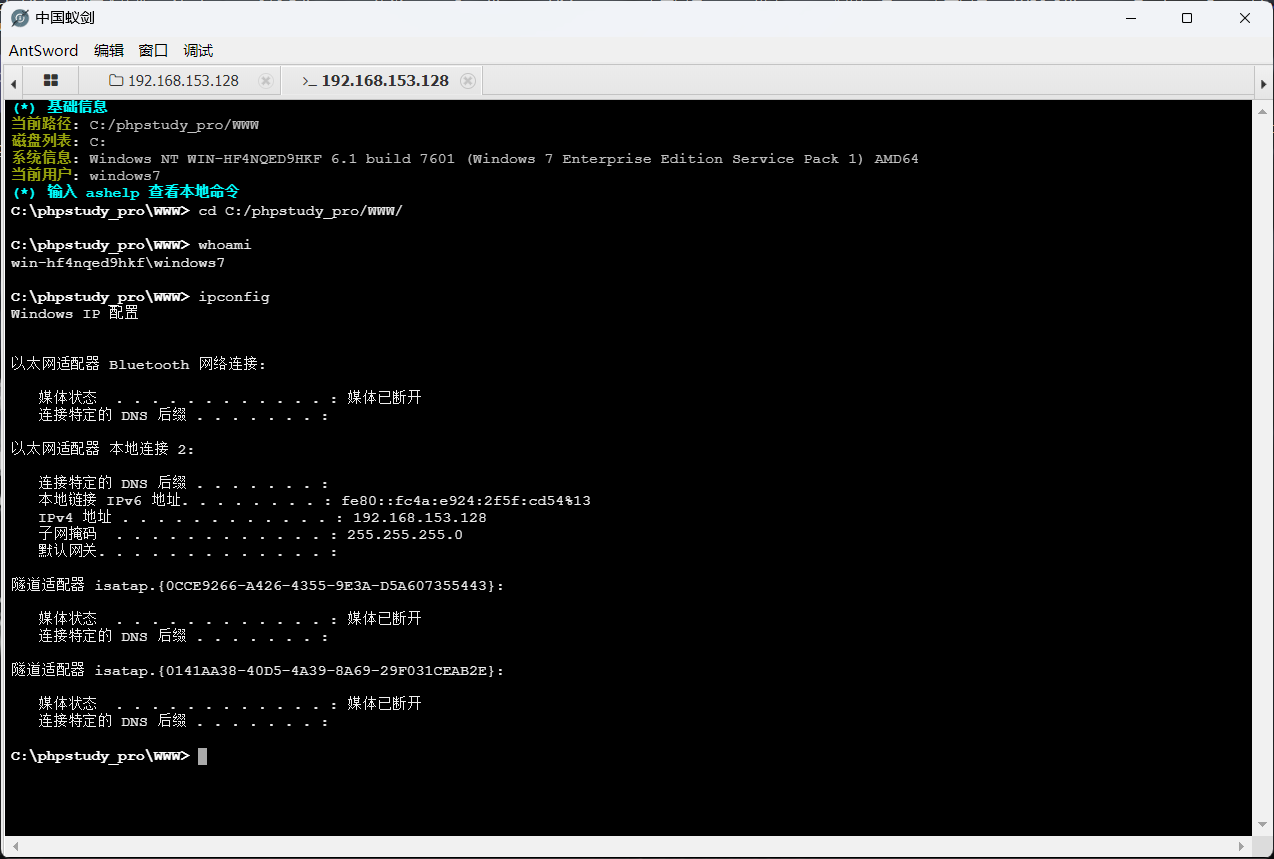 中国蚁剑
AntSword 编辑 窗口 调试
192.168.153.128 >_ 192.168.153.128
(*) 基础信息
当前路径: C:/phpstudy_pro/WWW
磁盘列表: C:
系统信息: Windows NT WIN-HF4NQED9HKF 6.1 build 7601 (Windows 7 Enterprise Edition Service Pack 1) AMD64
当前用户: windows7
(*) 输入 ashelp 查看本地命令
C:\phpstudy_pro\WWW> cd C:/phpstudy_pro/WWW/
C:\phpstudy_pro\WWW> whoami
win-hf4nqed9hkf\windows7
C:\phpstudy_pro\WWW> ipconfig
Windows IP 配置
以太网适配器 Bluetooth 网络连接:
媒体状态 . . . . . . . . . . . . : 媒体已断开
连接特定的 DNS 后缀 . . . . . . . :
以太网适配器 本地连接 2:
连接特定的 DNS 后缀 . . . . . . . :
本地链接 IPv6 地址. . . . . . . . : fe80::fc4a:e924:2f5f:cd54%13
IPv4 地址 . . . . . . . . . . . . : 192.168.153.128
子网掩码 . . . . . . . . . . . . : 255.255.255.0
默认网关. . . . . . . . . . . . . :
隧道适配器 isatap.{0CCE9266-A426-4355-9E3A-D5A607355443}:
媒体状态 . . . . . . . . . . . . : 媒体已断开
连接特定的 DNS 后缀 . . . . . . . :
隧道适配器 isatap.{0141AA38-40D5-4A39-8A69-29F031CEAB2E}:
媒体状态 . . . . . . . . . . . . : 媒体已断开
连接特定的 DNS 后缀 . . . . . . . :
C:\phpstudy_pro\WWW>